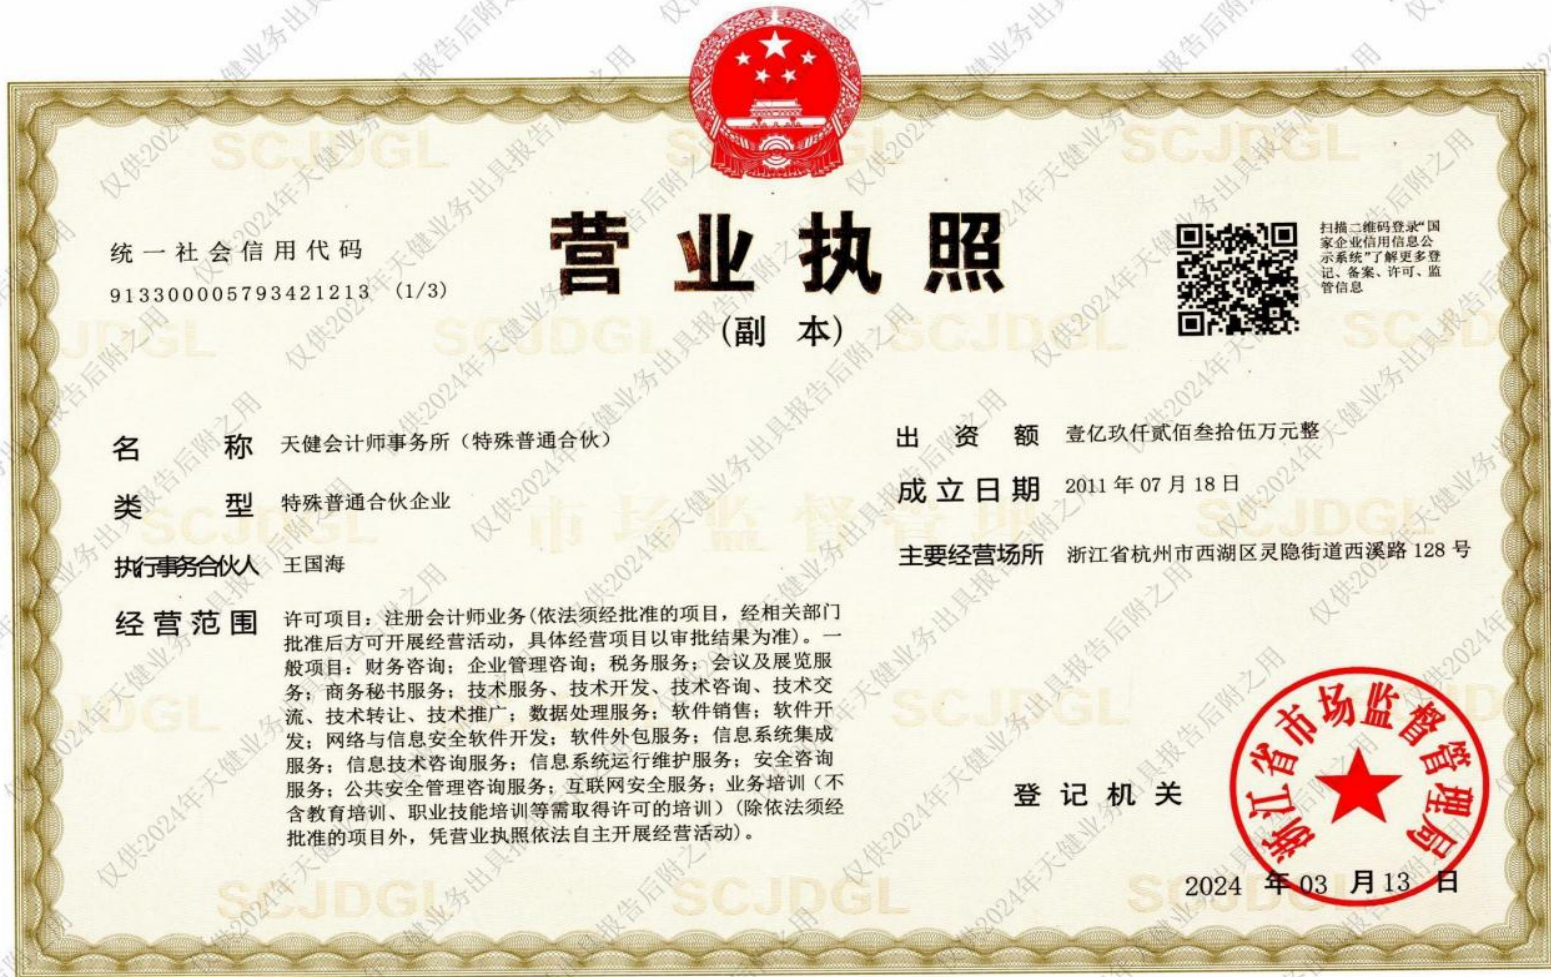 营业执照
(副 本)
统一社会信用代码
913300005793421213 (1/3)
扫描二维码登录“国
家企业信用信息公
示系统”了解更多登
记、备案、许可、监
管信息
名 称 天健会计师事务所（特殊普通合伙）
类 型 特殊普通合伙企业
执行事务合伙人 王国海
经营范围 许可项目：注册会计师业务(依法须经批准的项目，经相关部门
批准后方可开展经营活动，具体经营项目以审批结果为准)。一
般项目：财务咨询；企业管理咨询；税务服务；会议及展览服
务；商务秘书服务；技术服务、技术开发、技术咨询、技术交
流、技术转让、技术推广；数据处理服务；软件销售；软件开
发；网络与信息安全软件开发；软件外包服务；信息系统集成
服务；信息技术咨询服务；信息系统运行维护服务；安全咨询
服务；公共安全管理咨询服务；互联网安全服务；业务培训（不
含教育培训、职业技能培训等需取得许可的培训）(除依法须经
批准的项目外，凭营业执照依法自主开展经营活动)。
出 资 额 壹亿玖仟贰佰叁拾伍万元整
成立日期 2011年07月18日
主要经营场所 浙江省杭州市西湖区灵隐街道西溪路128号
登记机关
浙江省市场监督管理局
2024 年 03 月 13 日
SCJDGL
市场监督管理
仅供2024年天健业务出具报告后附之用